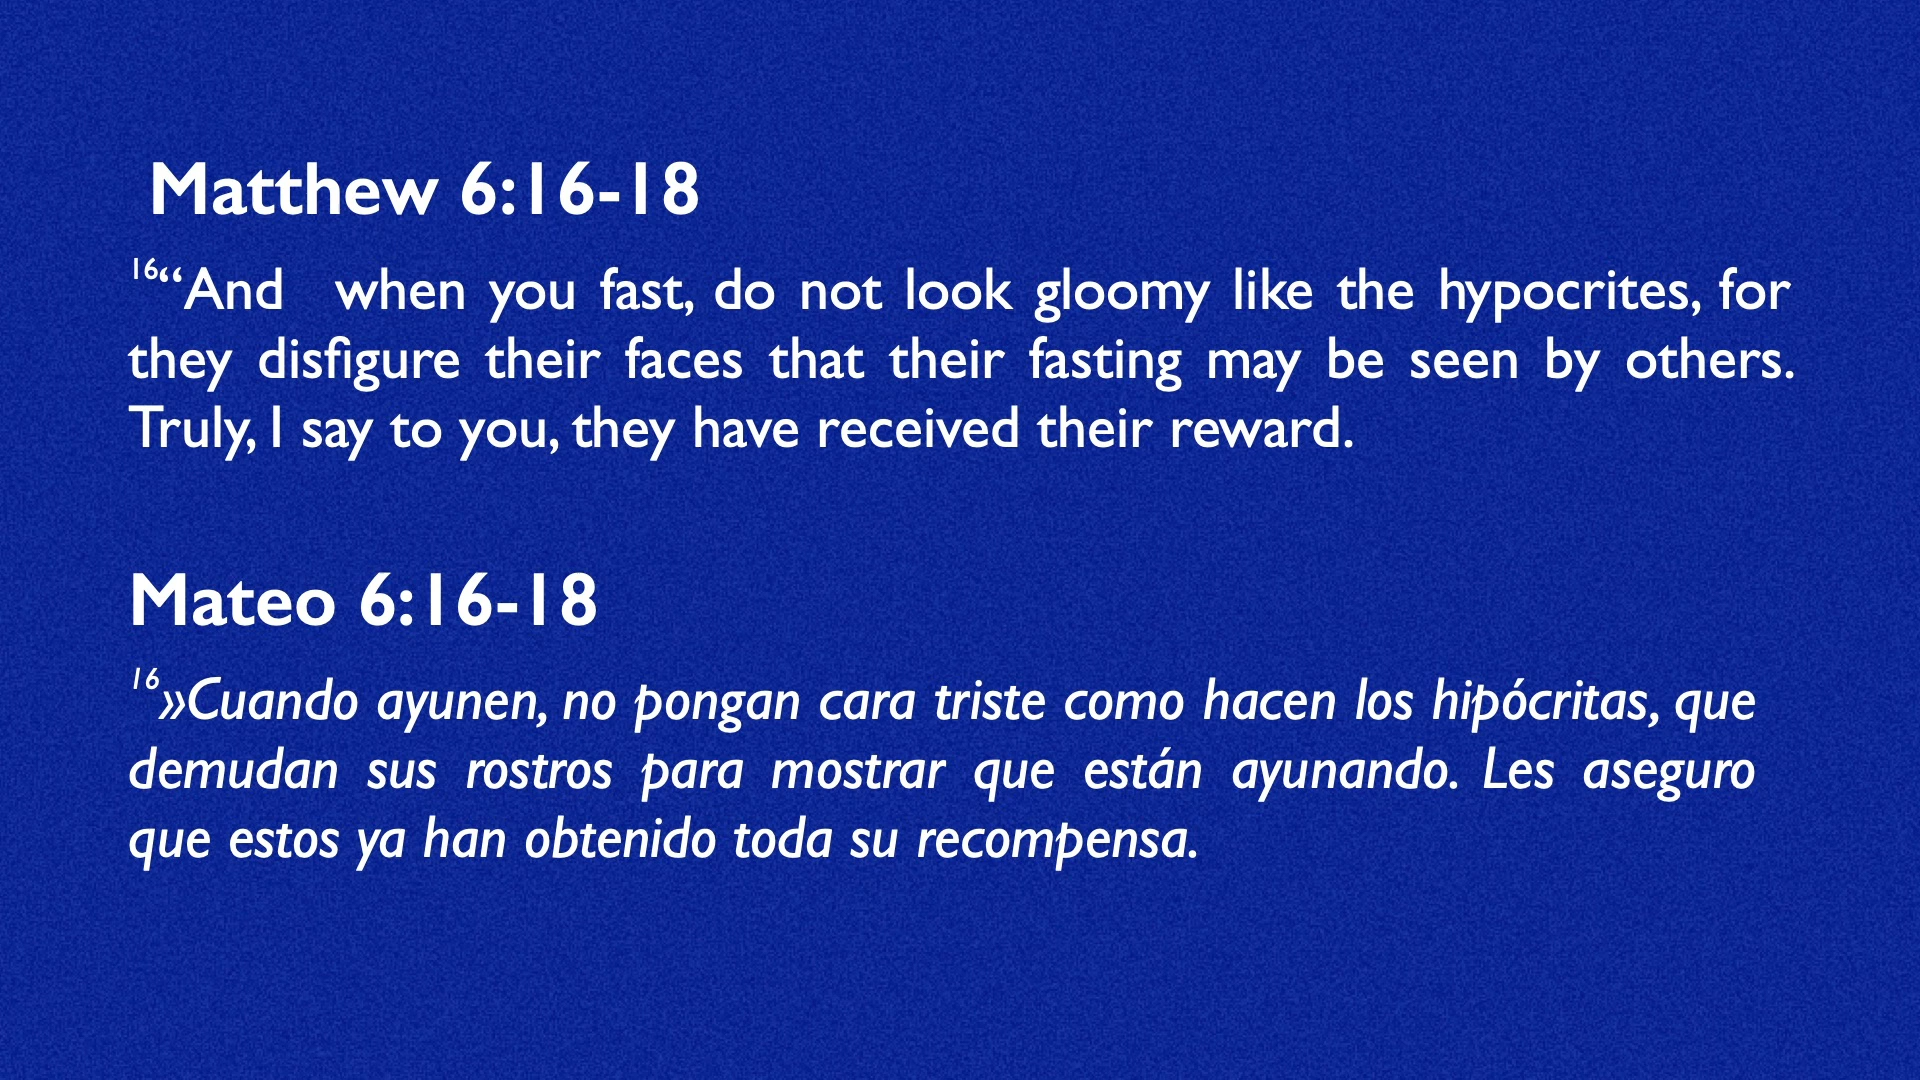 Matthew 6:16-18
16“And when you fast, do not look gloomy like the hypocrites, for
they disfigure their faces that their fasting may be seen by others.
Truly, I say to you, they have received their reward.
Mateo 6:16-18
16»Cuando ayunen, no pongan cara triste como hacen los hipócritas, que
demudan sus rostros para mostrar que están ayunando. Les aseguro
que estos ya han obtenido toda su recompensa.